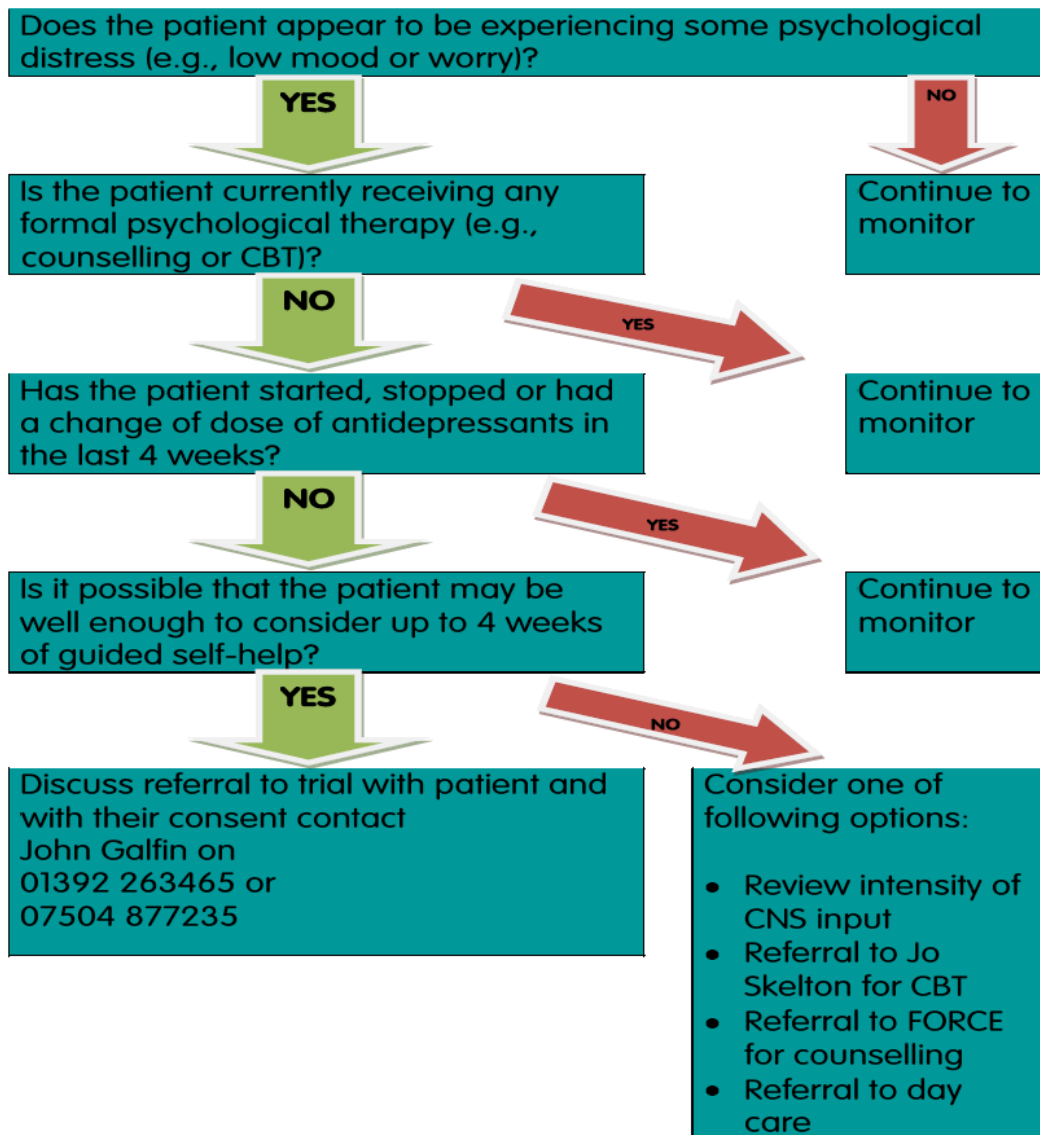 Does the patient appear to be experiencing some psychological
distress (e.g., low mood or worry)?
YES
NO
Is the patient currently receiving any
formal psychological therapy (e.g.,
counselling or CBT)?
Continue to
monitor
NO
YES
Has the patient started, stopped or had
a change of dose of antidepressants in
the last 4 weeks?
Continue to
monitor
NO
YES
Is it possible that the patient may be
well enough to consider up to 4 weeks
of guided self-help?
Continue to
monitor
YES
NO
Discuss referral to trial with patient and
with their consent contact
John Galfin on
01392 263465 or
07504 877235
Consider one of
following options:
• Review intensity of
CNS input
• Referral to Jo
Skelton for CBT
• Referral to FORCE
for counselling
• Referral to day
care